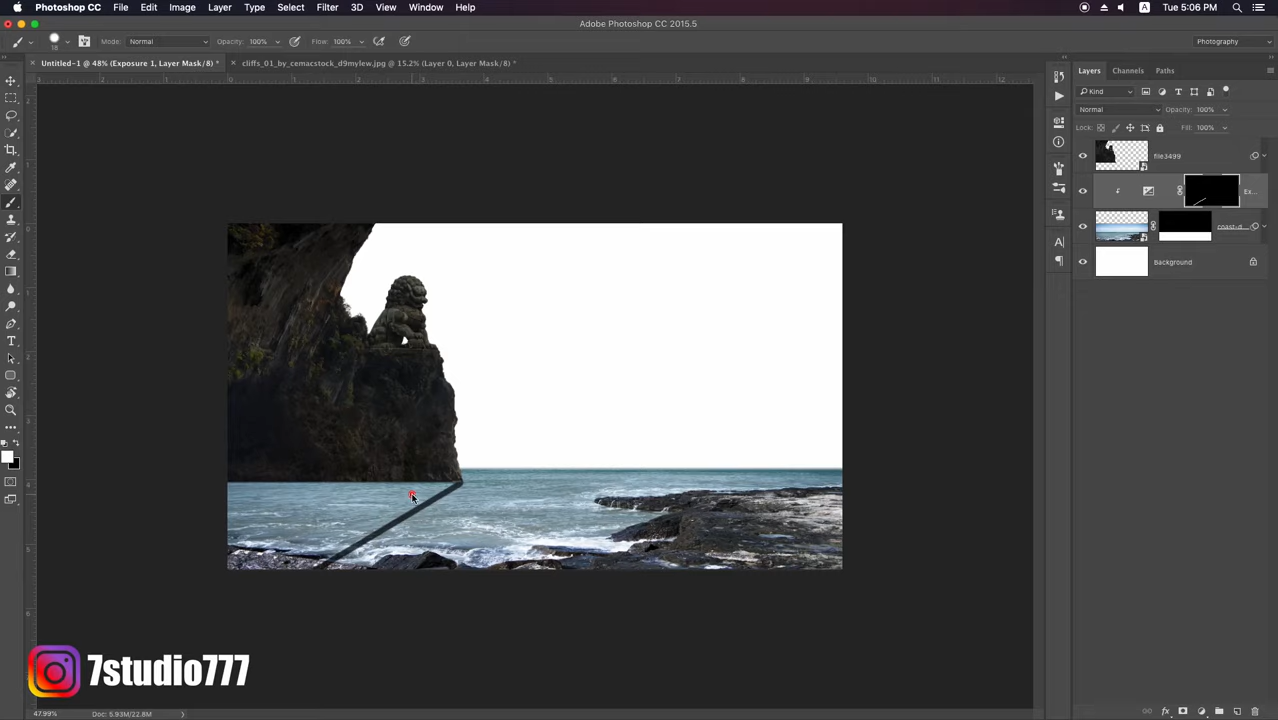 Photoshop CC File Edit Image Layer Type Select Filter 3D View Window Help A Tue 5:06 PM
Adobe Photoshop CC 2015.5
18 Mode: Normal Opacity: 100% Flow: 100% Photography
Untitled-1 @ 48% (Exposure 1, Layer Mask/8) * cliffs_01_by_cemacstock_d9mylew.jpg @ 15.2% (Layer 0, Layer Mask/8) *
Layers Channels Paths
Kind
Normal Opacity: 100%
Lock: Fill: 100%
file3499
Ex...
coast-d...
Background
7studio777
47.99% Doc: 5.93M/22.8M